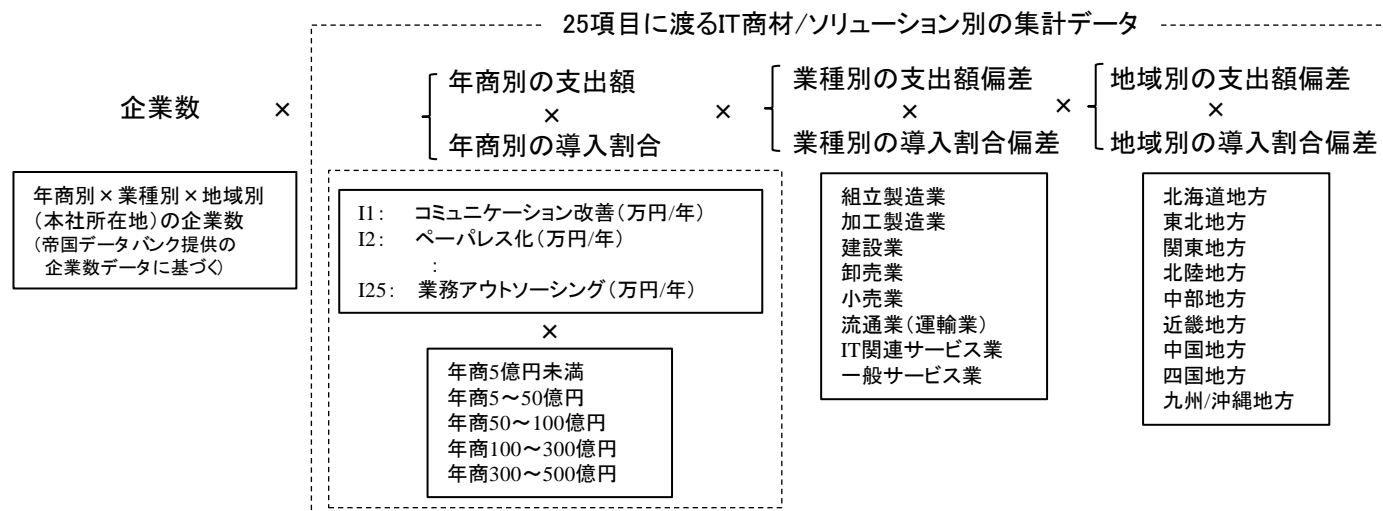 25項目に渡るIT商材/ソリューション別の集計データ
企業数
×
年商別の支出額
×
年商別の導入割合
×
業種別の支出額偏差
×
業種別の導入割合偏差
×
地域別の支出額偏差
×
地域別の導入割合偏差
年商別×業種別×地域別
(本社所在地)の企業数
(帝国データバンク提供の
企業数データに基づく)
I1: コミュニケーション改善(万円/年)
I2: ペーパレス化(万円/年)
:
I25: 業務アウトソーシング(万円/年)
×
年商5億円未満
年商5~50億円
年商50~100億円
年商100~300億円
年商300~500億円
組立製造業
加工製造業
建設業
卸売業
小売業
流通業(運輸業)
IT関連サービス業
一般サービス業
北海道地方
東北地方
関東地方
北陸地方
中部地方
近畿地方
中国地方
四国地方
九州/沖縄地方